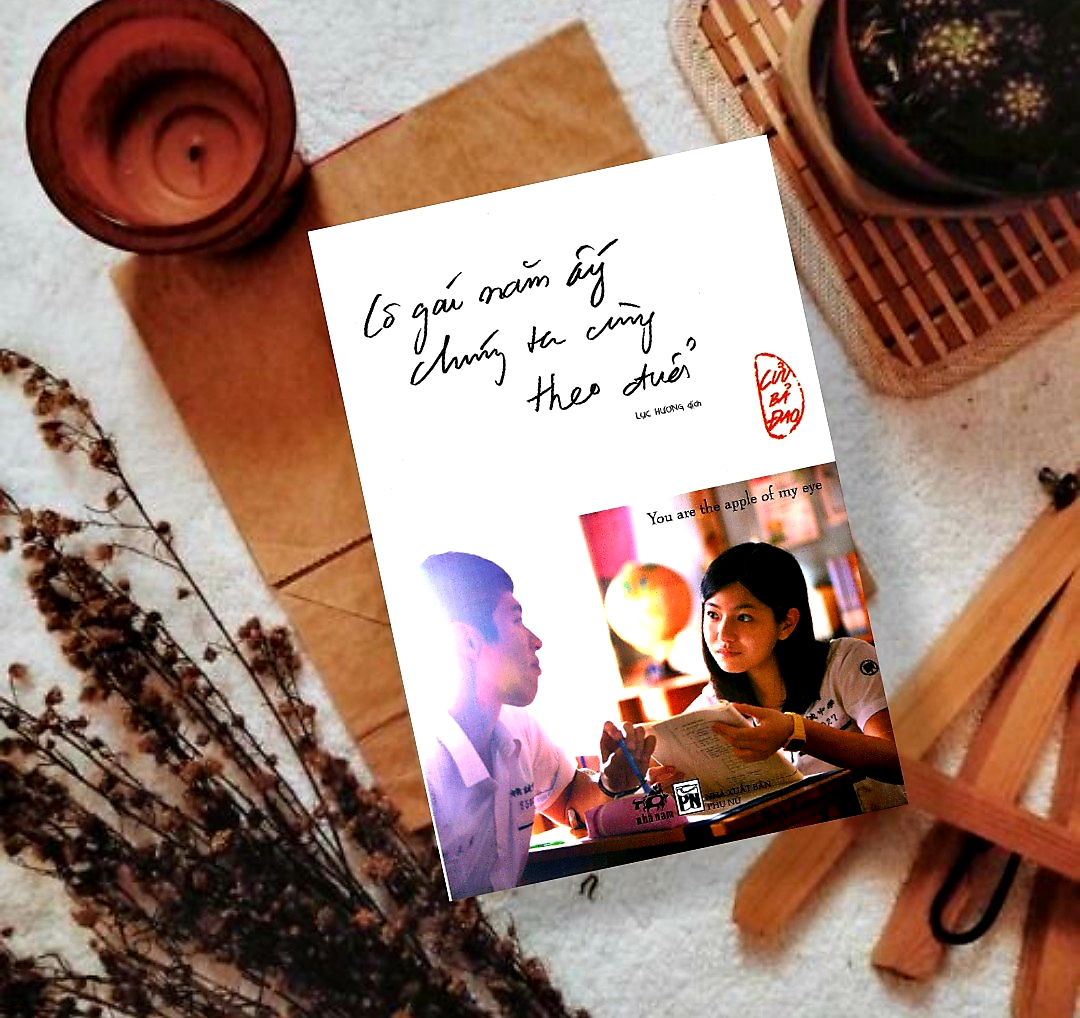 Cô gái năm ấy
chúng ta cùng
theo đuổi
LỤC HƯƠNG dịch
CỬU
BẢ
ĐAO
You are the apple of my eye
nhã nam
PN
NHÀ XUẤT BẢN
PHỤ NỮ